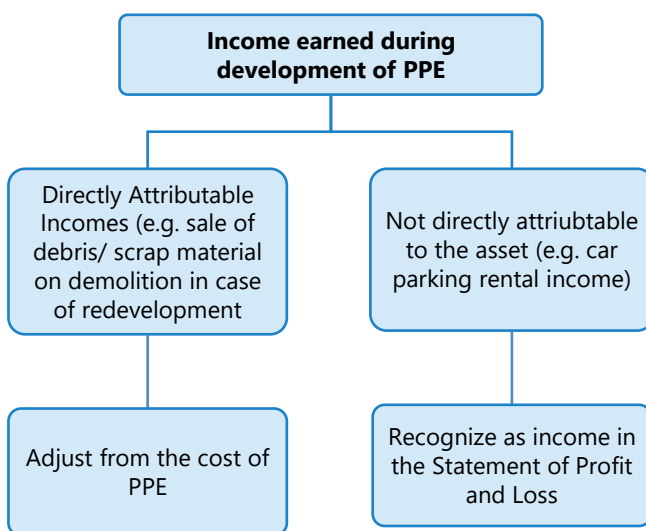 Income earned during
development of PPE
Directly Attributable
Incomes (e.g. sale of
debris/ scrap material
on demolition in case
of redevelopment
Not directly attriubtable
to the asset (e.g. car
parking rental income)
Adjust from the cost of
PPE
Recognize as income in
the Statement of Profit
and Loss